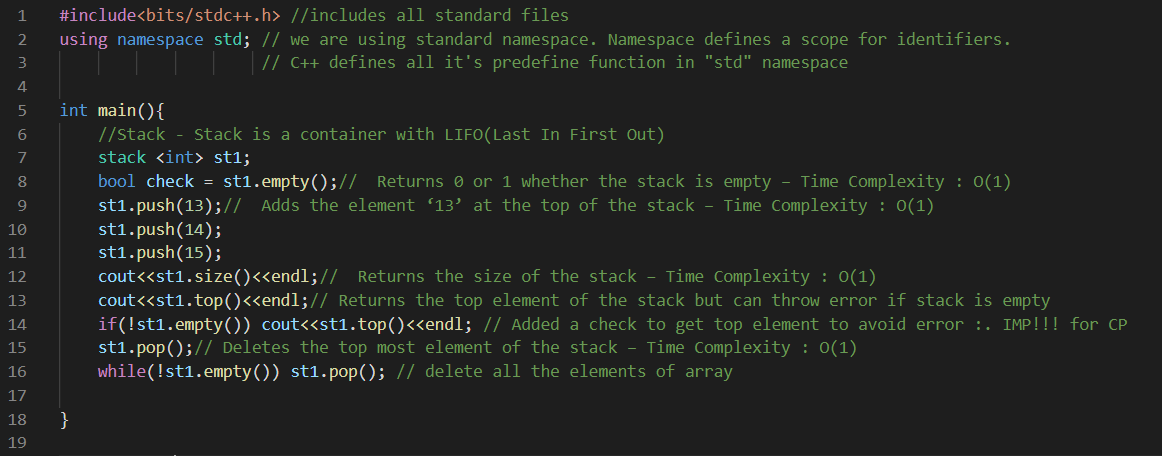 1 #include<bits/stdc++.h> //includes all standard files
2 using namespace std; // we are using standard namespace. Namespace defines a scope for identifiers.
3 // C++ defines all it's predefine function in "std" namespace
4
5 int main(){
6 //Stack - Stack is a container with LIFO(Last In First Out)
7 stack <int> st1;
8 bool check = st1.empty();//  Returns 0 or 1 whether the stack is empty – Time Complexity : O(1)
9 st1.push(13);//  Adds the element ‘13’ at the top of the stack – Time Complexity : O(1)
10 st1.push(14);
11 st1.push(15);
12 cout<<st1.size()<<endl;//  Returns the size of the stack – Time Complexity : O(1)
13 cout<<st1.top()<<endl;// Returns the top element of the stack but can throw error if stack is empty
14 if(!st1.empty()) cout<<st1.top()<<endl; // Added a check to get top element to avoid error :. IMP!!! for CP
15 st1.pop();// Deletes the top most element of the stack – Time Complexity : O(1)
16 while(!st1.empty()) st1.pop(); // delete all the elements of array
17
18 }
19